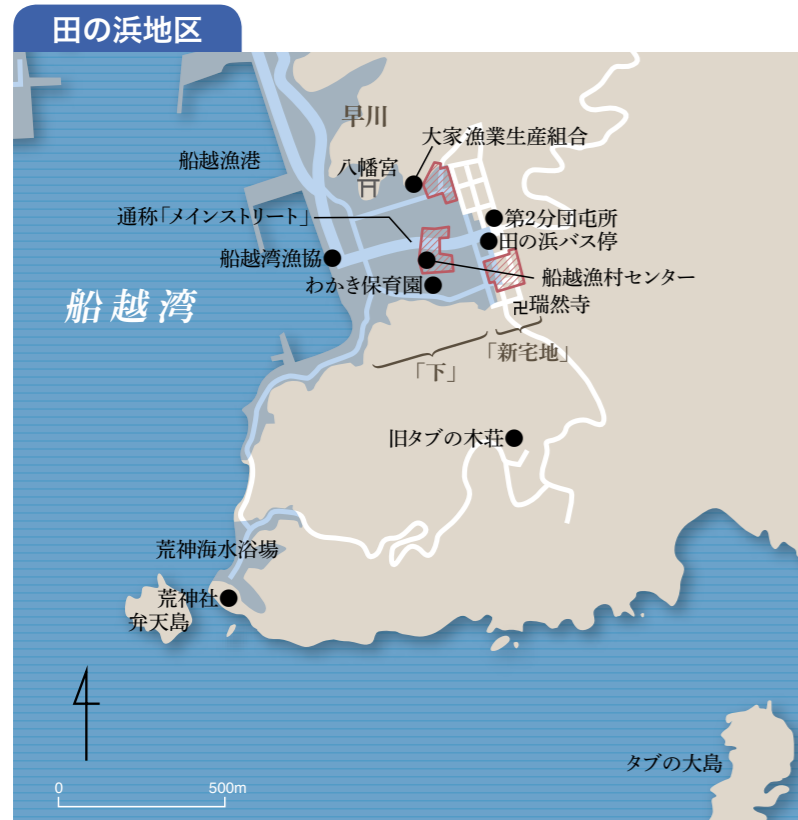 田の浜地区
早川
大家漁業生産組合
船越漁港
八幡宮
通称「メインストリート」
第2分団屯所
田の浜バス停
船越湾漁協
船越漁村センター
わかき保育園
船越湾
卍瑞然寺
「新宅地」
「下」
旧タブの木荘
荒神海水浴場
荒神社
弁天島
タブの大島
0 500m